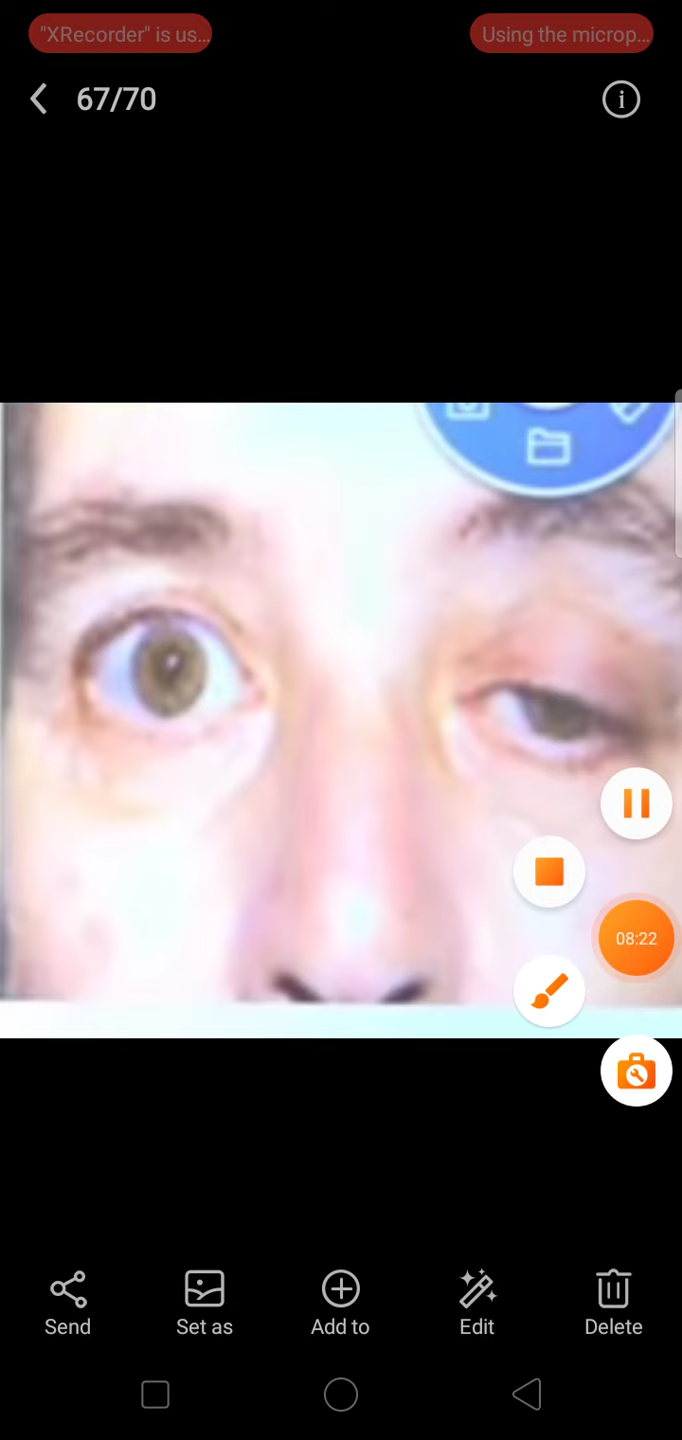 "XRecorder" is us...
Using the microp...
67/70
08:22
Send
Set as
Add to
Edit
Delete